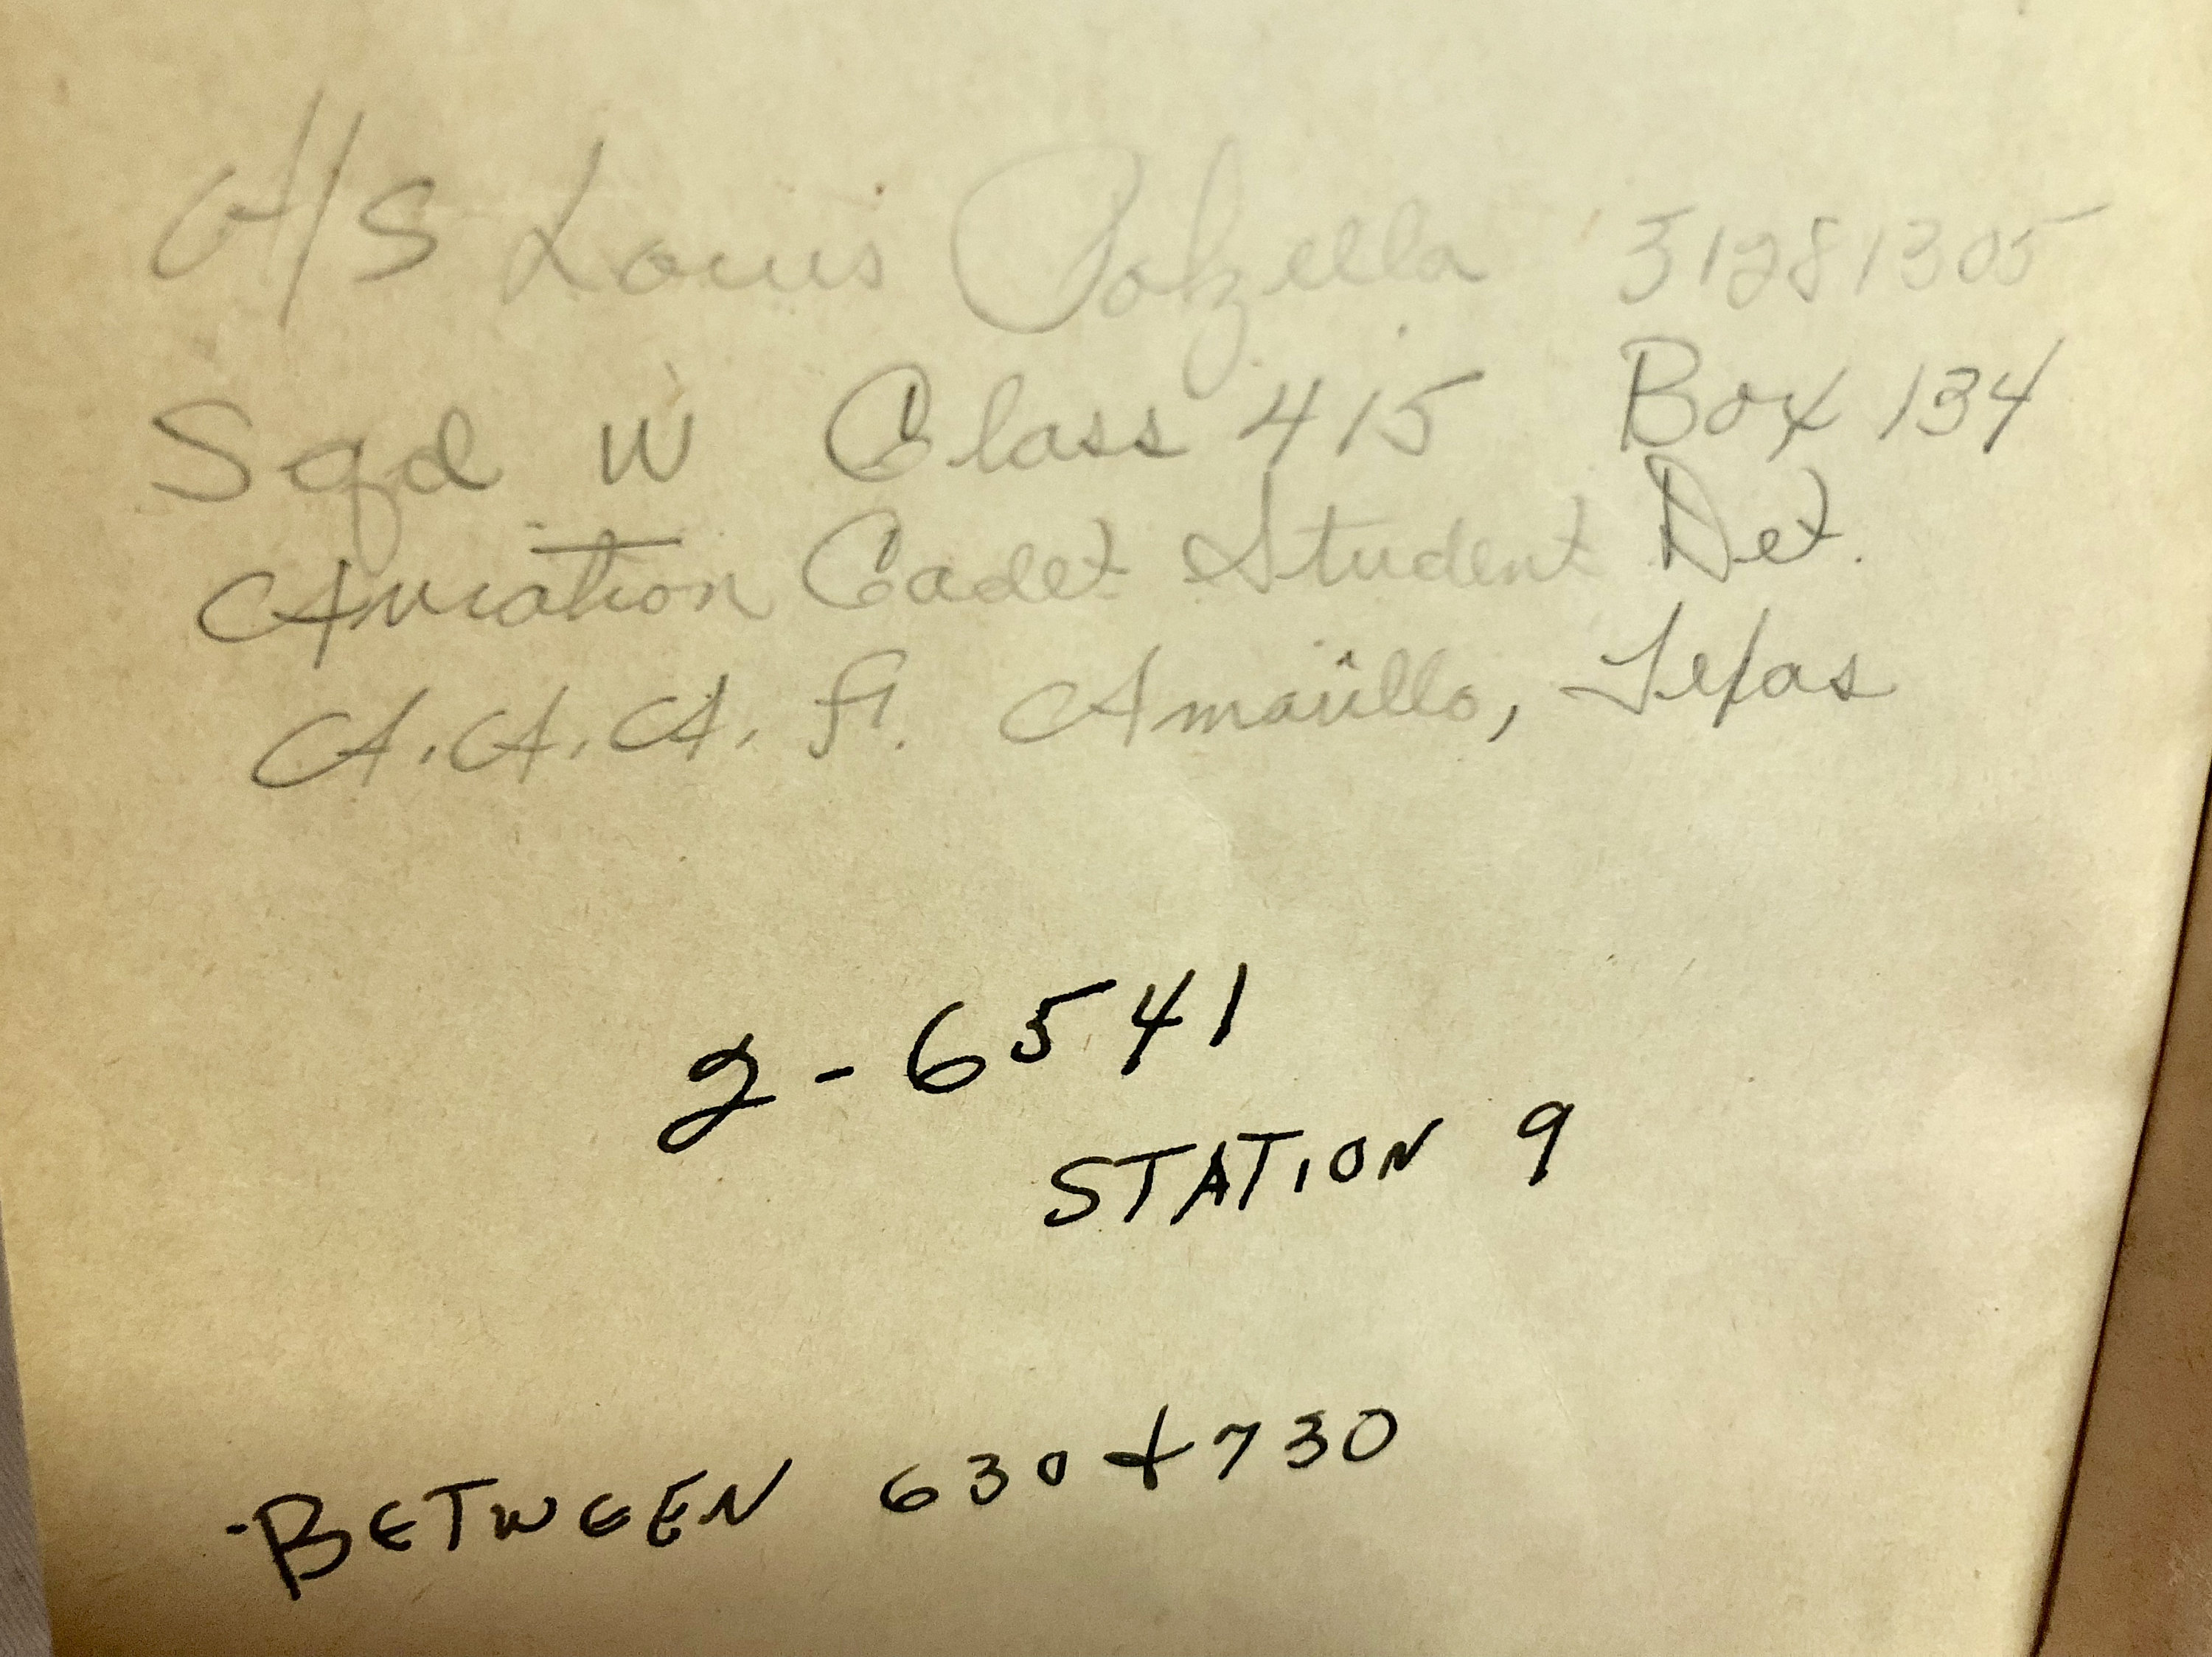 A/S Louis Polzella 31281305
Sqd W Class 415 Box 134
Aviation Cadet Student Det.
A.A.A.F. Amarillo, Texas
2-6541
STATION 9
BETWEEN 630 + 730